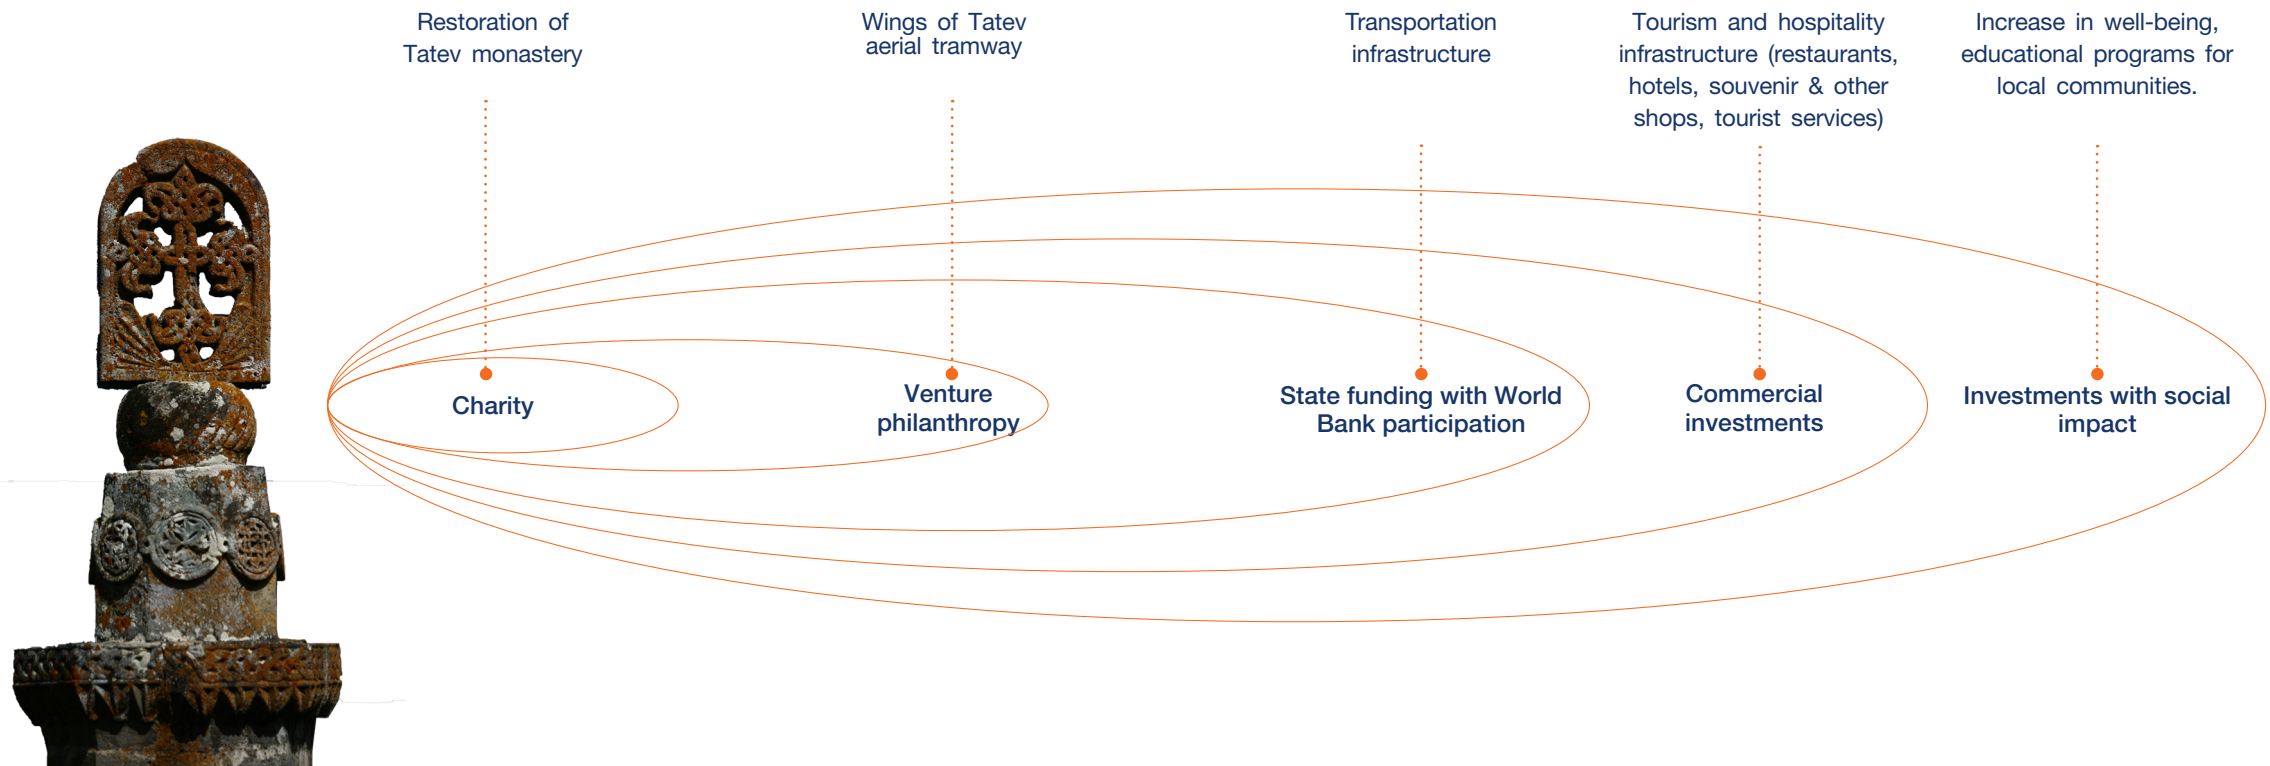 Restoration of
Tatev monastery
Wings of Tatev
aerial tramway
Transportation
infrastructure
Tourism and hospitality
infrastructure (restaurants,
hotels, souvenir & other
shops, tourist services)
Increase in well-being,
educational programs for
local communities.
Charity
Venture
philanthropy
State funding with World
Bank participation
Commercial
investments
Investments with social
impact